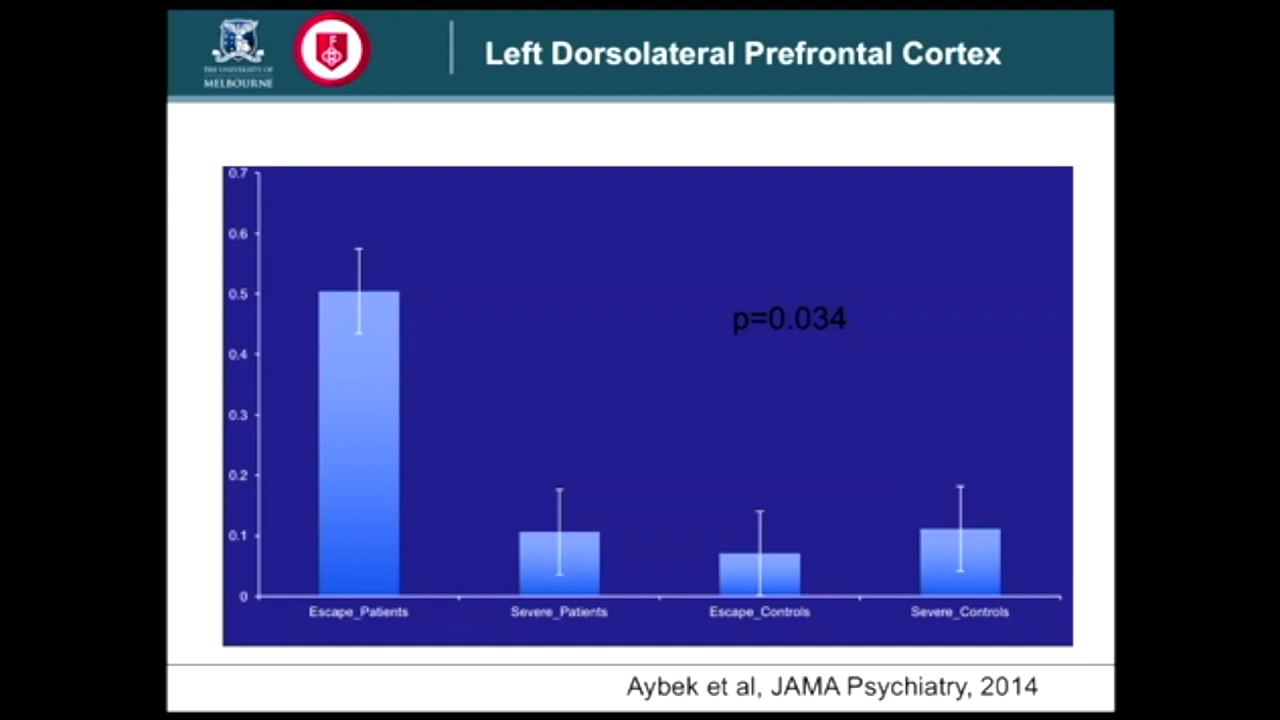 THE UNIVERSITY OF
MELBOURNE
Left Dorsolateral Prefrontal Cortex
0.7
0.6
0.5
0.4
0.3
0.2
0.1
0
p=0.034
Escape_Patients Severe_Patients Escape_Controls Severe_Controls
Aybek et al, JAMA Psychiatry, 2014